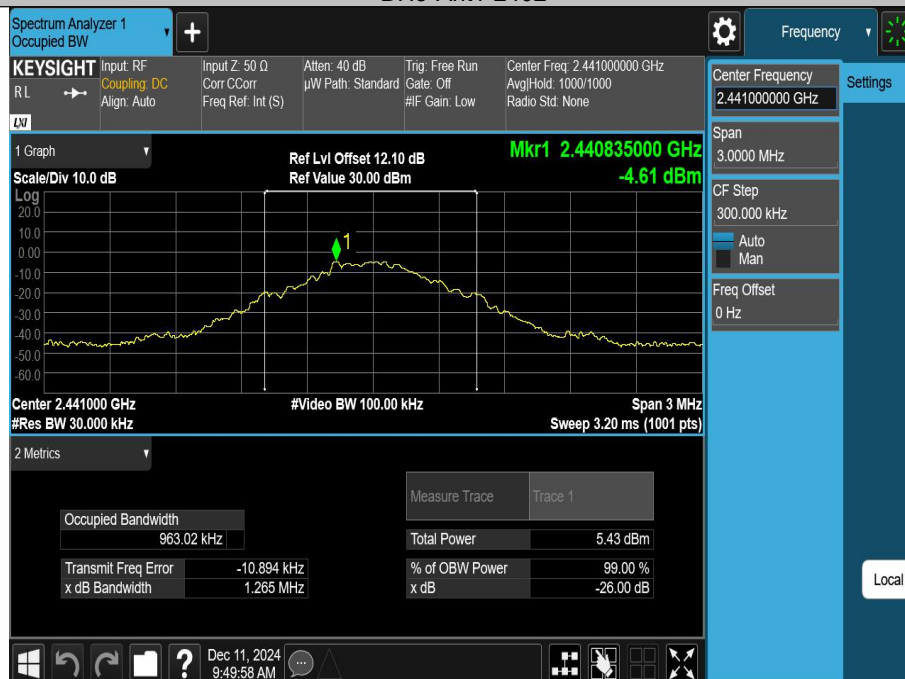 Spectrum Analyzer 1
Occupied BW
Frequency
KEYSIGHT
RL
LXI
Input: RF
Coupling: DC
Align: Auto
Input Z: 50 Ω
Corr CCorr
Freq Ref: Int (S)
Atten: 40 dB
µW Path: Standard
Trig: Free Run
Gate: Off
#IF Gain: Low
Center Freq: 2.441000000 GHz
Avg|Hold: 1000/1000
Radio Std: None
Center Frequency
2.441000000 GHz
Settings
Span
3.0000 MHz
CF Step
300.000 kHz
Auto
Man
Freq Offset
0 Hz
Local
1 Graph
Scale/Div 10.0 dB
Ref Lvl Offset 12.10 dB
Ref Value 30.00 dBm
Mkr1 2.440835000 GHz
-4.61 dBm
Log
20.0
10.0
0.00
-10.0
-20.0
-30.0
-40.0
-50.0
-60.0
1
Center 2.441000 GHz
#Res BW 30.000 kHz
#Video BW 100.00 kHz
Span 3 MHz
Sweep 3.20 ms (1001 pts)
2 Metrics
Measure Trace
Trace 1
Occupied Bandwidth
963.02 kHz
Total Power
5.43 dBm
Transmit Freq Error
-10.894 kHz
% of OBW Power
99.00 %
x dB Bandwidth
1.265 MHz
x dB
-26.00 dB
?
Dec 11, 2024
9:49:58 AM